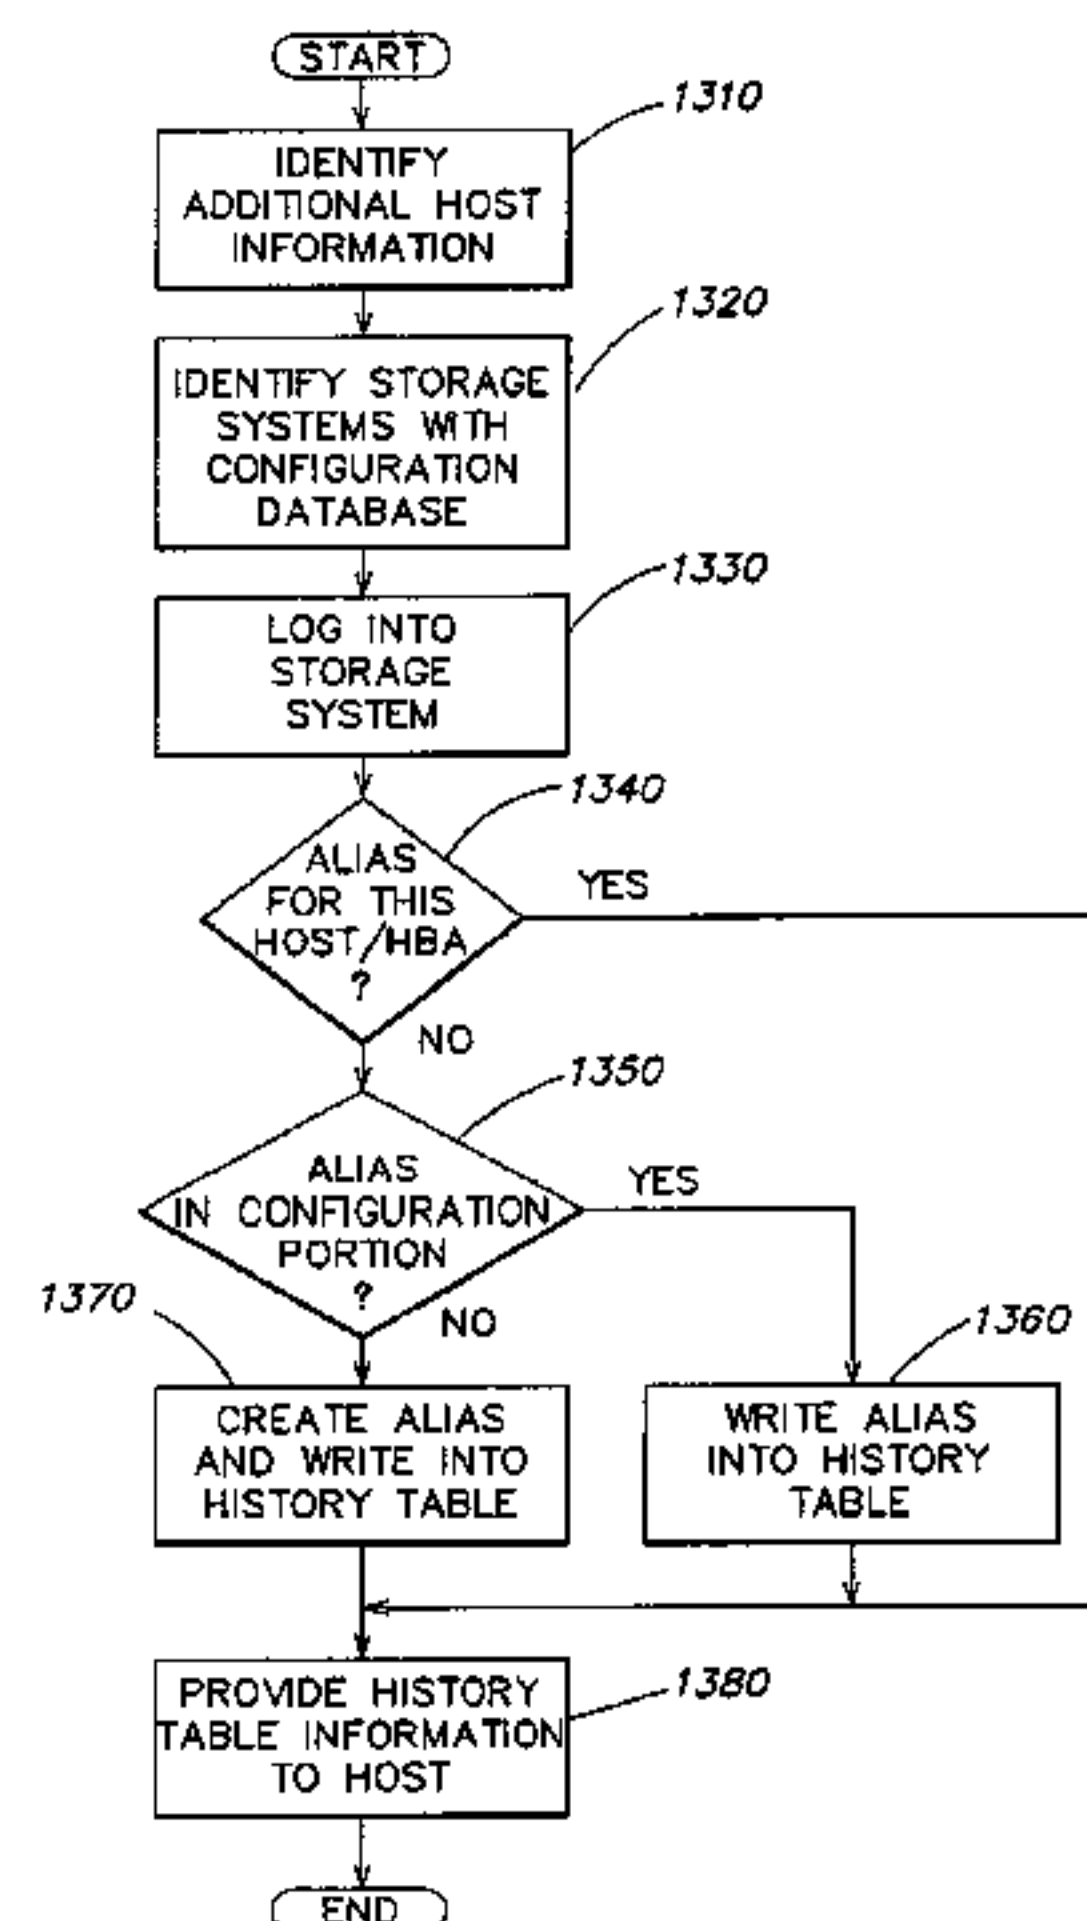 START
1310
IDENTIFY
ADDITIONAL HOST
INFORMATION
1320
IDENTIFY STORAGE
SYSTEMS WITH
CONFIGURATION
DATABASE
1330
LOG INTO
STORAGE
SYSTEM
1340
ALIAS
FOR THIS
HOST/HBA
?
YES
NO
1350
ALIAS
IN CONFIGURATION
PORTION
?
YES
NO
1370
1360
CREATE ALIAS
AND WRITE INTO
HISTORY TABLE
WRITE ALIAS
INTO HISTORY
TABLE
1380
PROVIDE HISTORY
TABLE INFORMATION
TO HOST
END